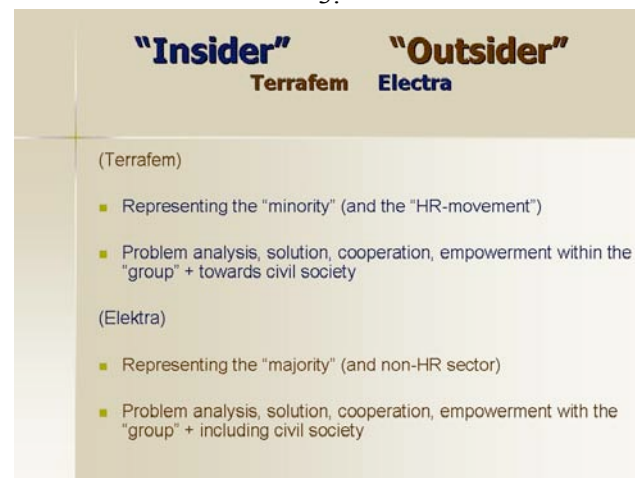 "Insider" "Outsider"
Terrafem Electra
(Terrafem)
Representing the "minority" (and the "HR-movement")
Problem analysis, solution, cooperation, empowerment within the
"group" + towards civil society
(Elektra)
Representing the "majority" (and non-HR sector)
Problem analysis, solution, cooperation, empowerment with the
"group" + including civil society